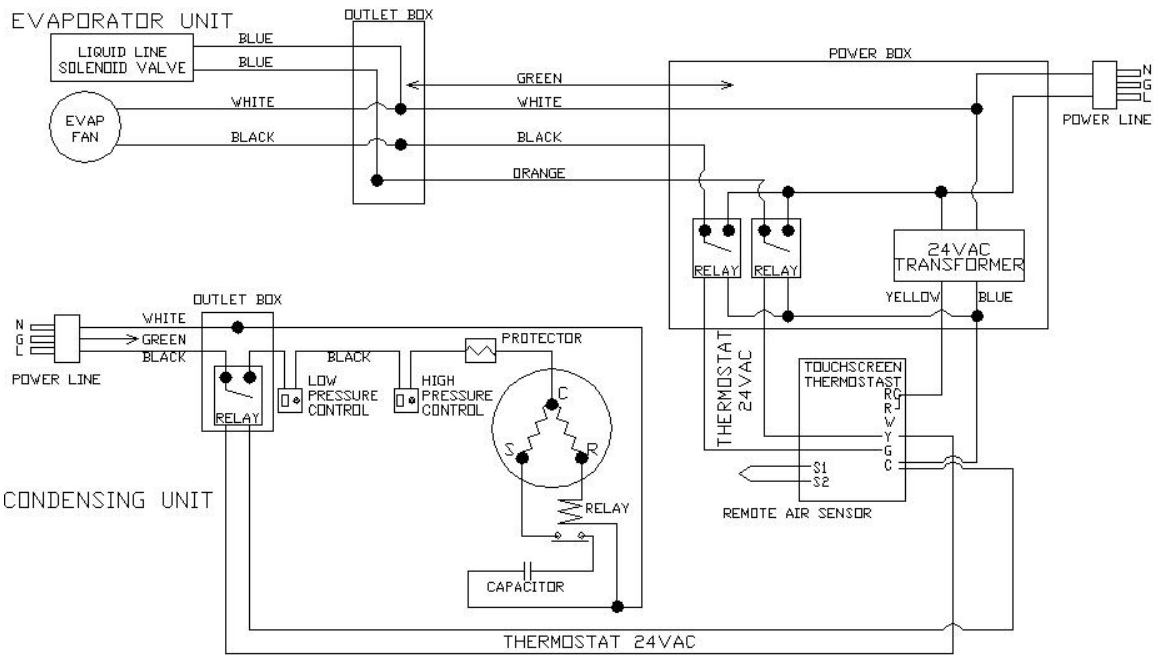 EVAPORATOR UNIT
OUTLET BOX
LIQUID LINE
SOLENOID VALVE
BLUE
BLUE
EVAP
FAN
WHITE
BLACK
GREEN
WHITE
BLACK
ORANGE
POWER BOX
N
G
L
POWER LINE
RELAY
RELAY
24VAC
TRANSFORMER
YELLOW
BLUE
OUTLET BOX
N
G
L
POWER LINE
WHITE
GREEN
BLACK
RELAY
BLACK
LOW
PRESSURE
CONTROL
HIGH
PRESSURE
CONTROL
PROTECTOR
C
S
R
RELAY
CAPACITOR
THERMOSTAT
24VAC
TOUCHSCREEN
THERMOSTAST
RC
R
W
Y
G
C
S1
S2
REMOTE AIR SENSOR
CONDENSING UNIT
THERMOSTAT 24VAC